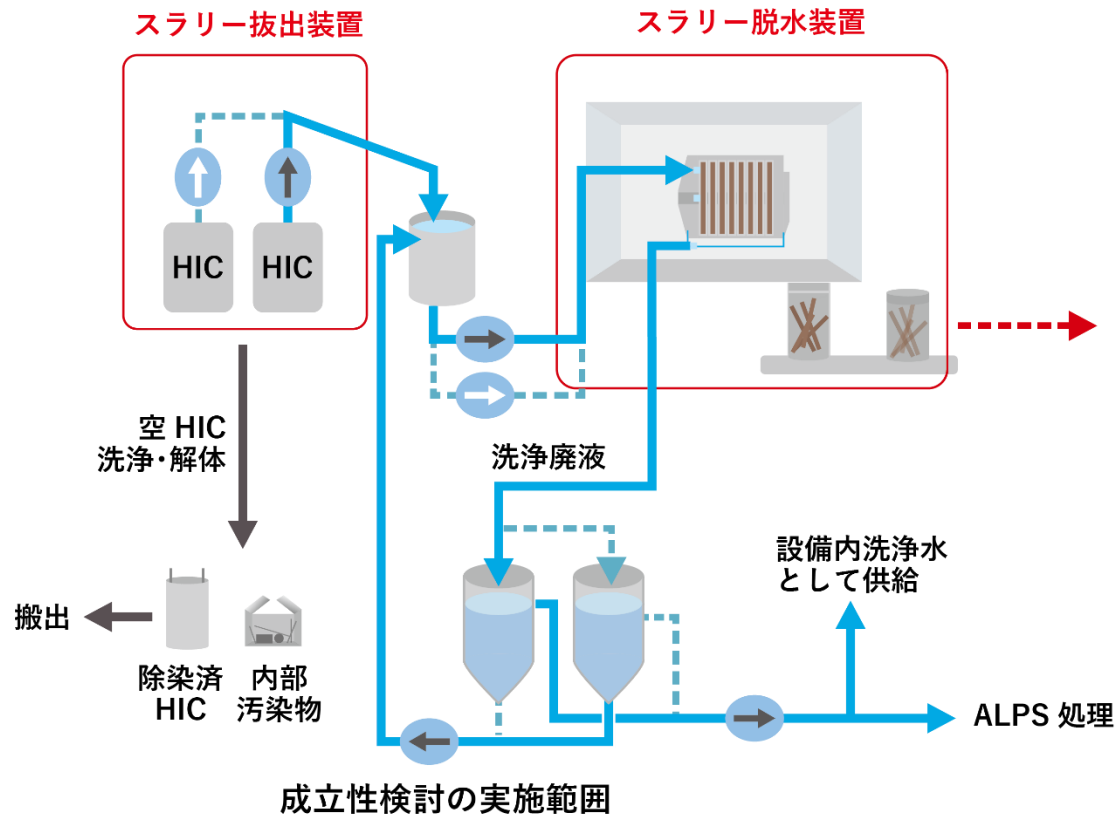 スラリー抜出装置
スラリー脱水装置
HIC
HIC
空 HIC
洗浄・解体
洗浄廃液
設備内洗浄水
として供給
搬出
除染済
HIC
内部
汚染物
ALPS 処理
成立性検討の実施範囲